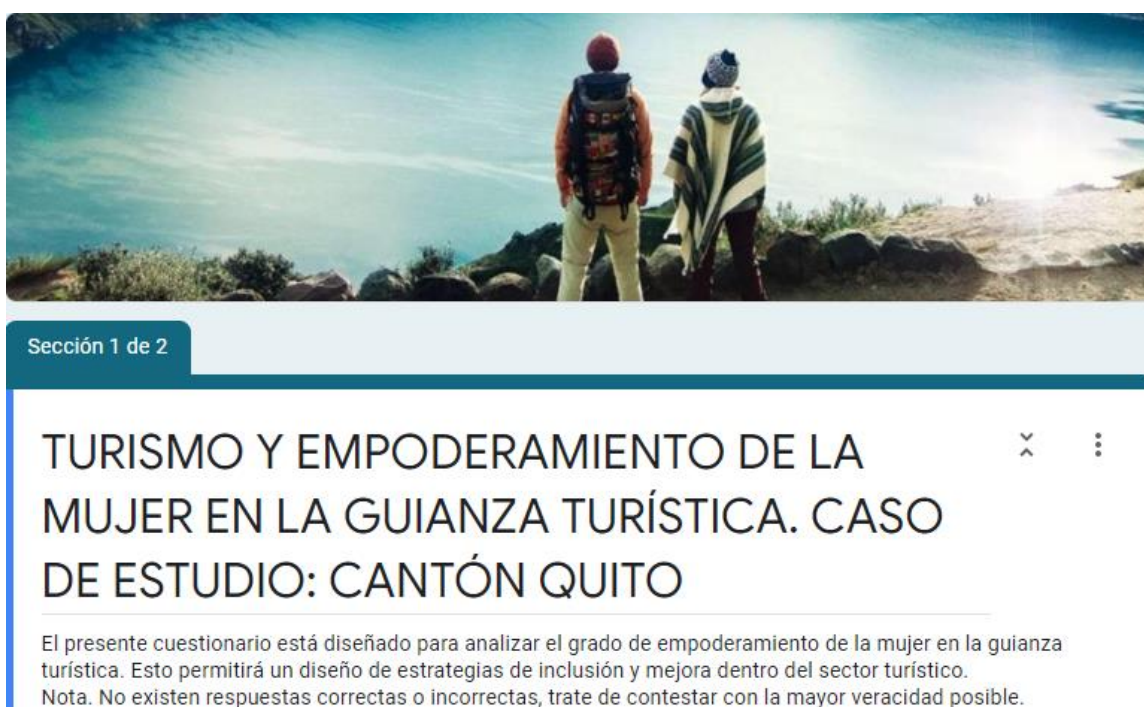 Sección 1 de 2
TURISMO Y EMPODERAMIENTO DE LA
MUJER EN LA GUIANZA TURÍSTICA. CASO
DE ESTUDIO: CANTÓN QUITO
El presente cuestionario está diseñado para analizar el grado de empoderamiento de la mujer en la guianza
turística. Esto permitirá un diseño de estrategias de inclusión y mejora dentro del sector turístico.
Nota. No existen respuestas correctas o incorrectas, trate de contestar con la mayor veracidad posible.